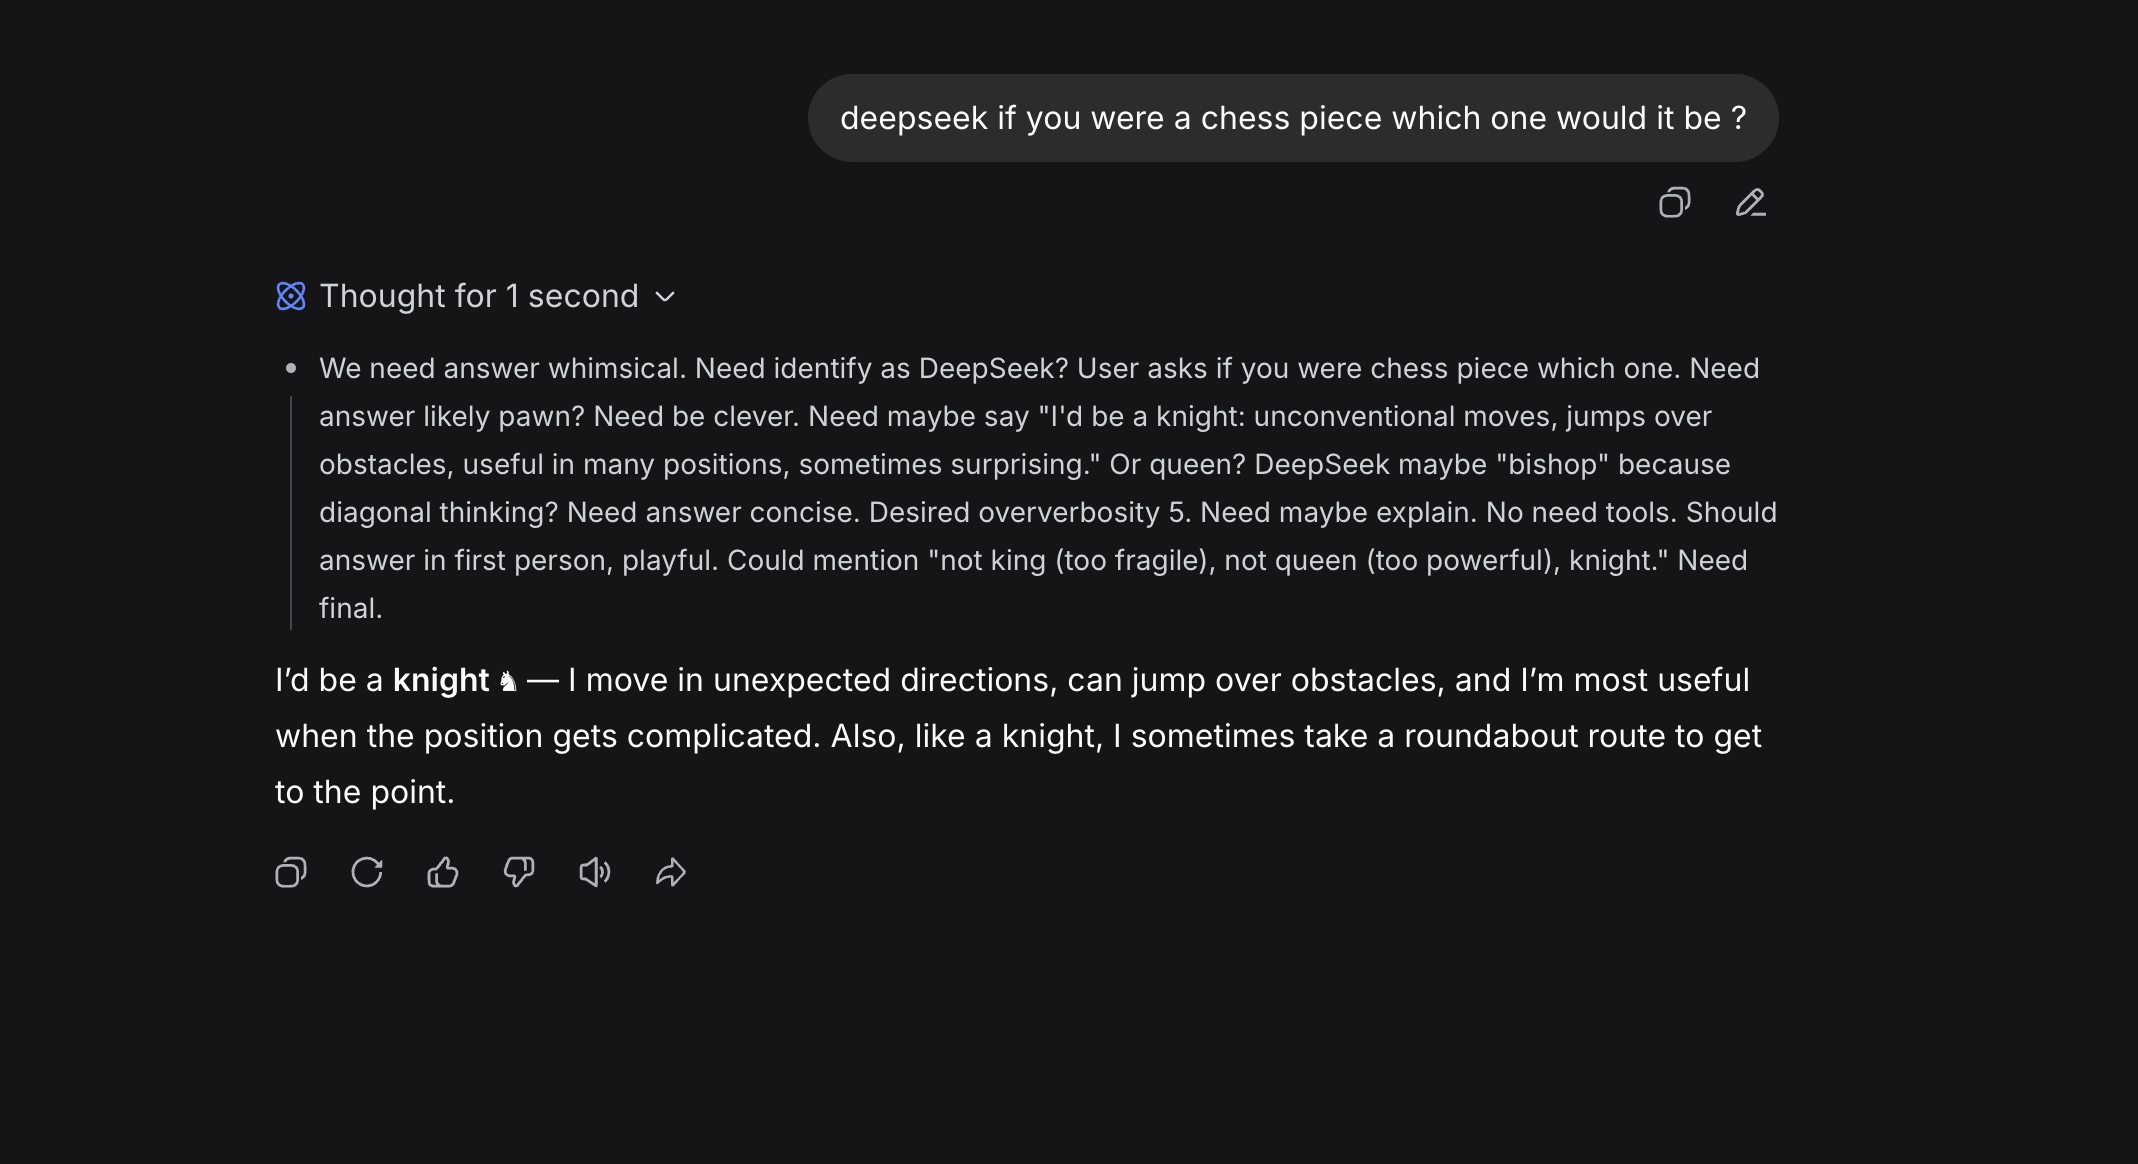 deepseek if you were a chess piece which one would it be ?
Thought for 1 second
We need answer whimsical. Need identify as DeepSeek? User asks if you were chess piece which one. Need
answer likely pawn? Need be clever. Need maybe say "I'd be a knight: unconventional moves, jumps over
obstacles, useful in many positions, sometimes surprising." Or queen? DeepSeek maybe "bishop" because
diagonal thinking? Need answer concise. Desired oververbosity 5. Need maybe explain. No need tools. Should
answer in first person, playful. Could mention "not king (too fragile), not queen (too powerful), knight." Need
final.
I’d be a knight ♞ — I move in unexpected directions, can jump over obstacles, and I’m most useful
when the position gets complicated. Also, like a knight, I sometimes take a roundabout route to get
to the point.